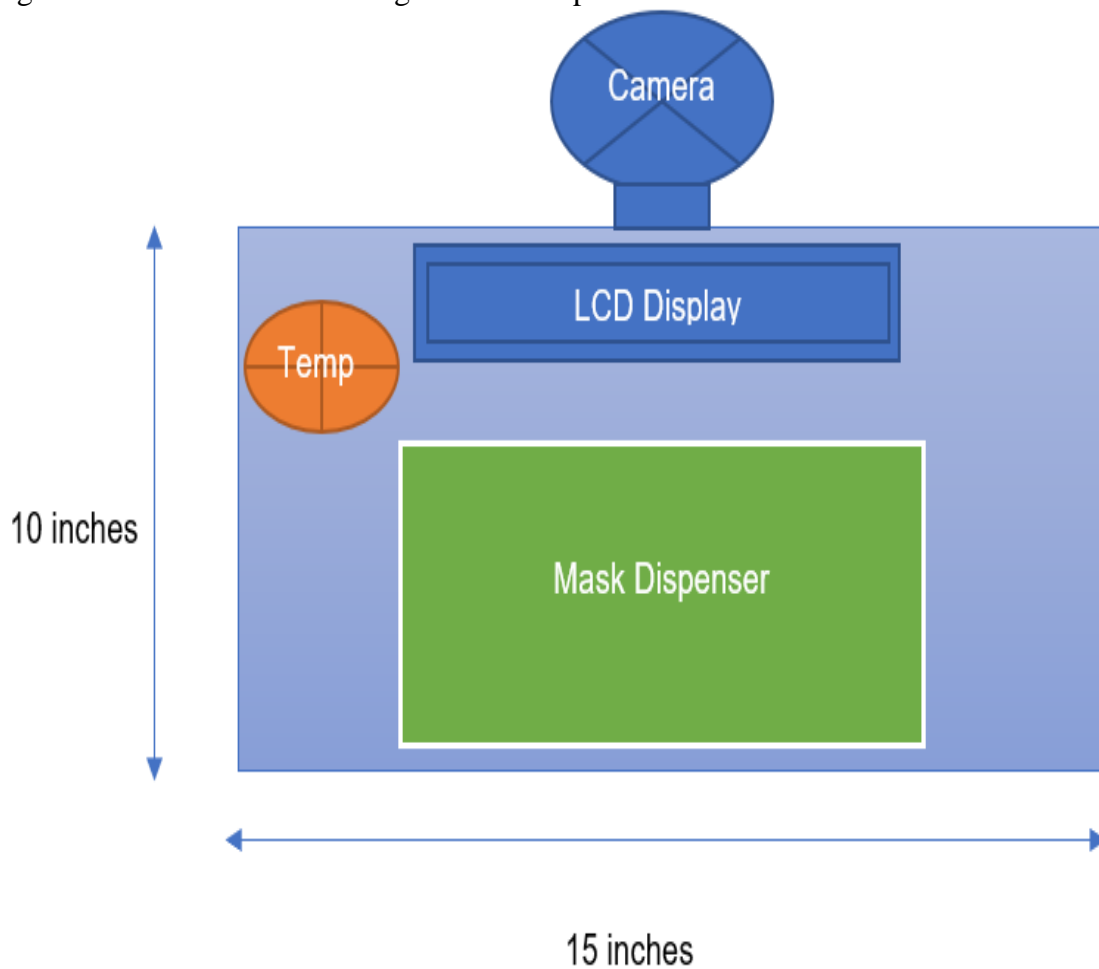 Camera
LCD Display
Temp
10 inches
Mask Dispenser
15 inches